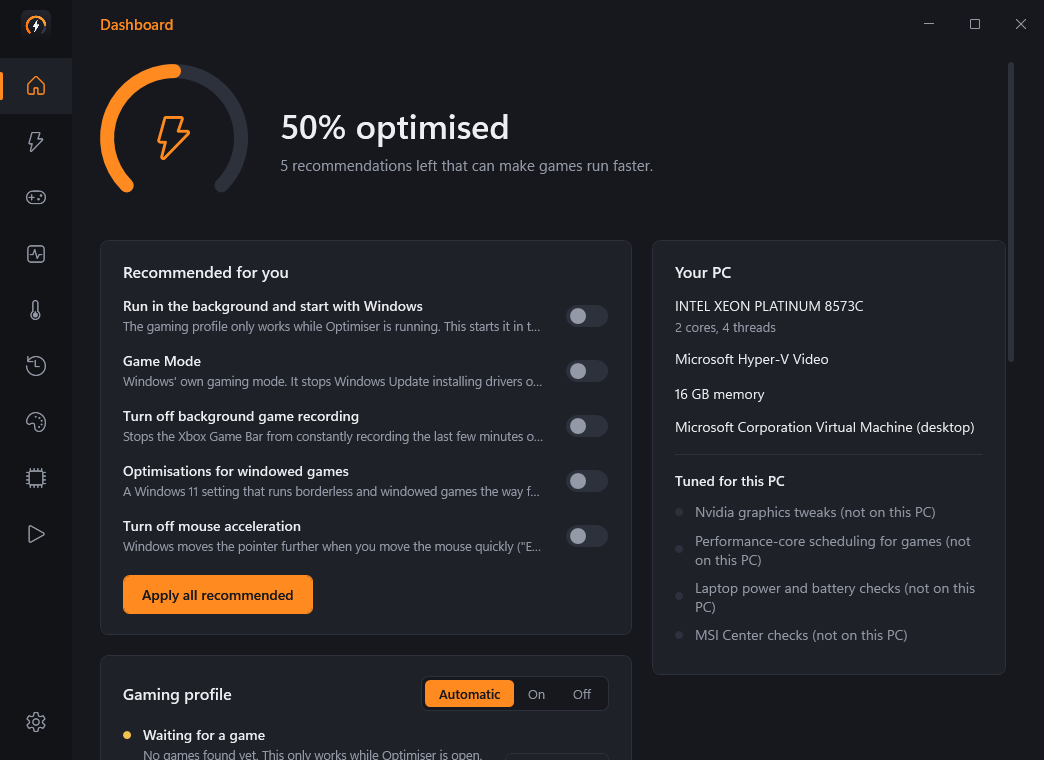 Dashboard
50% optimised
5 recommendations left that can make games run faster.
Recommended for you
Run in the background and start with Windows
The gaming profile only works while Optimiser is running. This starts it in t...
Game Mode
Windows' own gaming mode. It stops Windows Update installing drivers o...
Turn off background game recording
Stops the Xbox Game Bar from constantly recording the last few minutes o...
Optimisations for windowed games
A Windows 11 setting that runs borderless and windowed games the way f...
Turn off mouse acceleration
Windows moves the pointer further when you move the mouse quickly ("E...
Apply all recommended
Your PC
INTEL XEON PLATINUM 8573C
2 cores, 4 threads
Microsoft Hyper-V Video
16 GB memory
Microsoft Corporation Virtual Machine (desktop)
Tuned for this PC
Nvidia graphics tweaks (not on this PC)
Performance-core scheduling for games (not
on this PC)
Laptop power and battery checks (not on this
PC)
MSI Center checks (not on this PC)
Gaming profile
Automatic On Off
Waiting for a game
No games found yet. This only works while Optimiser is open.